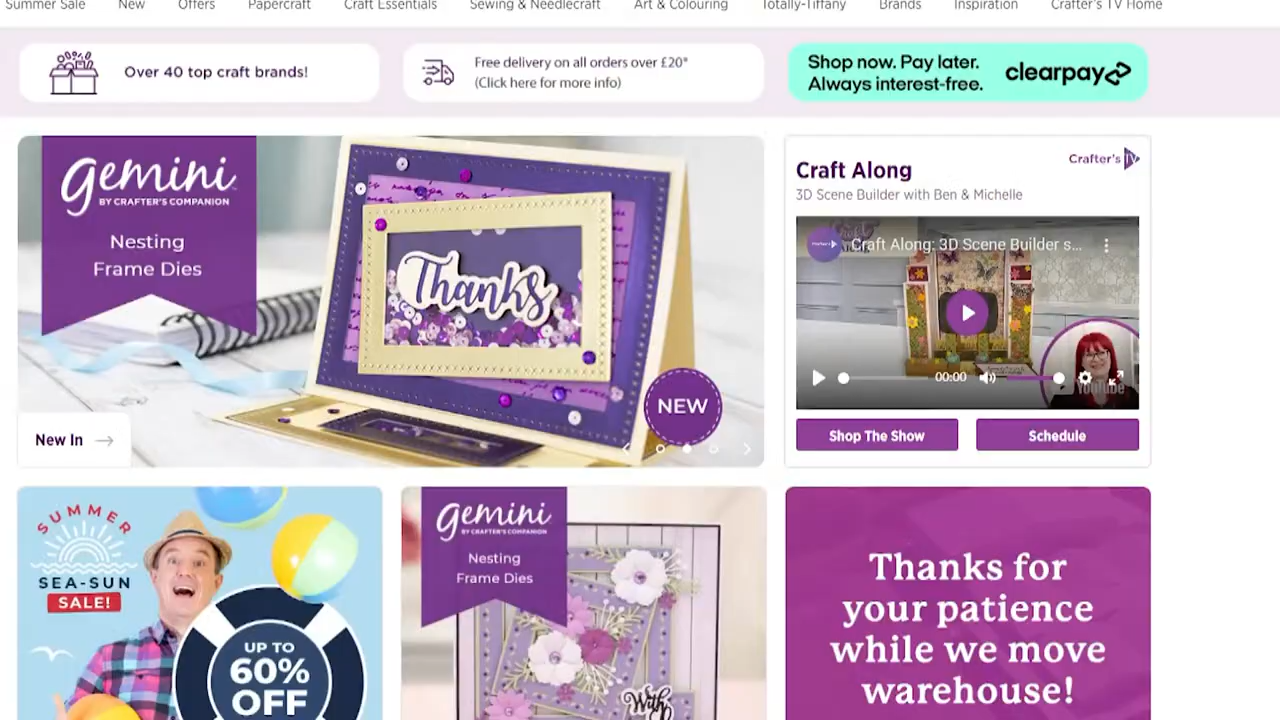 Summer Sale New Offers Papercraft Craft Essentials Sewing & Needlecraft Art & Colouring Totally-Tiffany Brands Inspiration Crafter's TV Home
Over 40 top craft brands!
Free delivery on all orders over £20*
(Click here for more info)
Shop now. Pay later.
Always interest-free.
clearpay
gemini
BY CRAFTER'S COMPANION
Nesting
Frame Dies
Thanks
NEW
New In
Craft Along
Crafter's TV
3D Scene Builder with Ben & Michelle
Craft Along: 3D Scene Builder s...
00:00
YouTube
Shop The Show
Schedule
SUMMER
SEA-SUN
SALE!
UP TO
60%
OFF
gemini
BY CRAFTER'S COMPANION
Nesting
Frame Dies
With
Thanks for
your patience
while we move
warehouse!